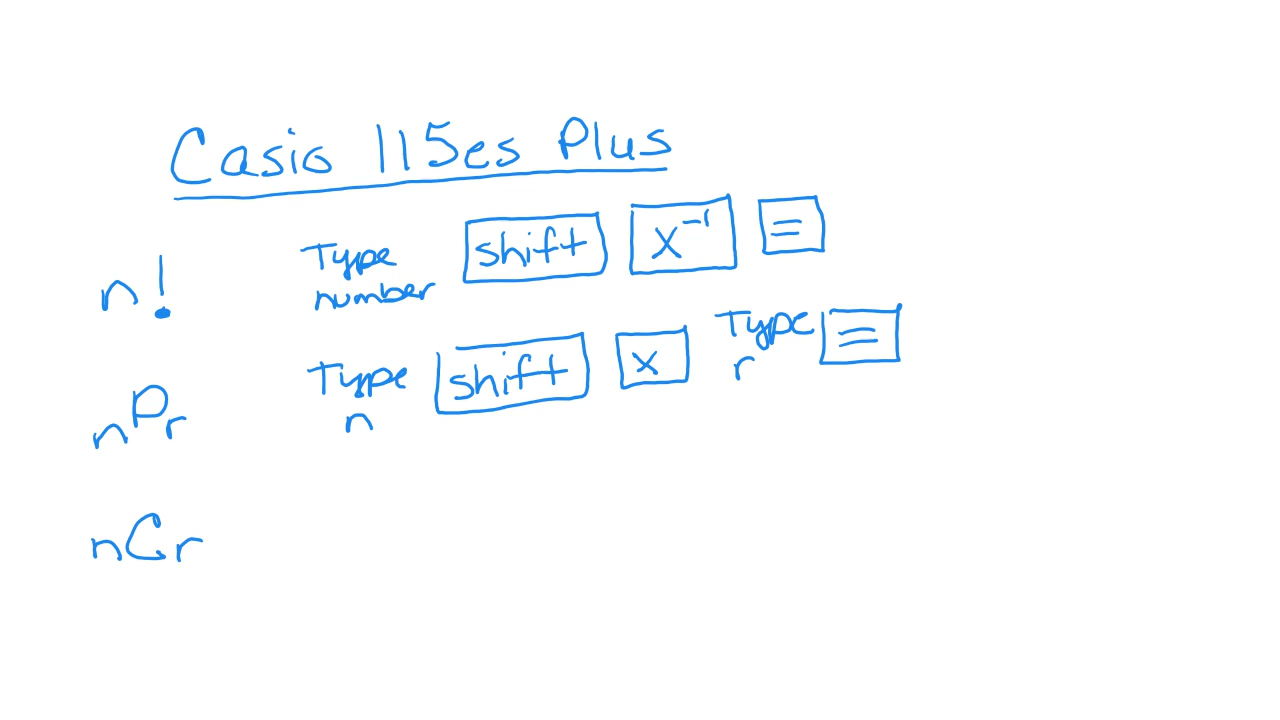 Casio 115es Plus
n! Type number shift x⁻¹ =
nPr Type n shift x Type r =
nCr